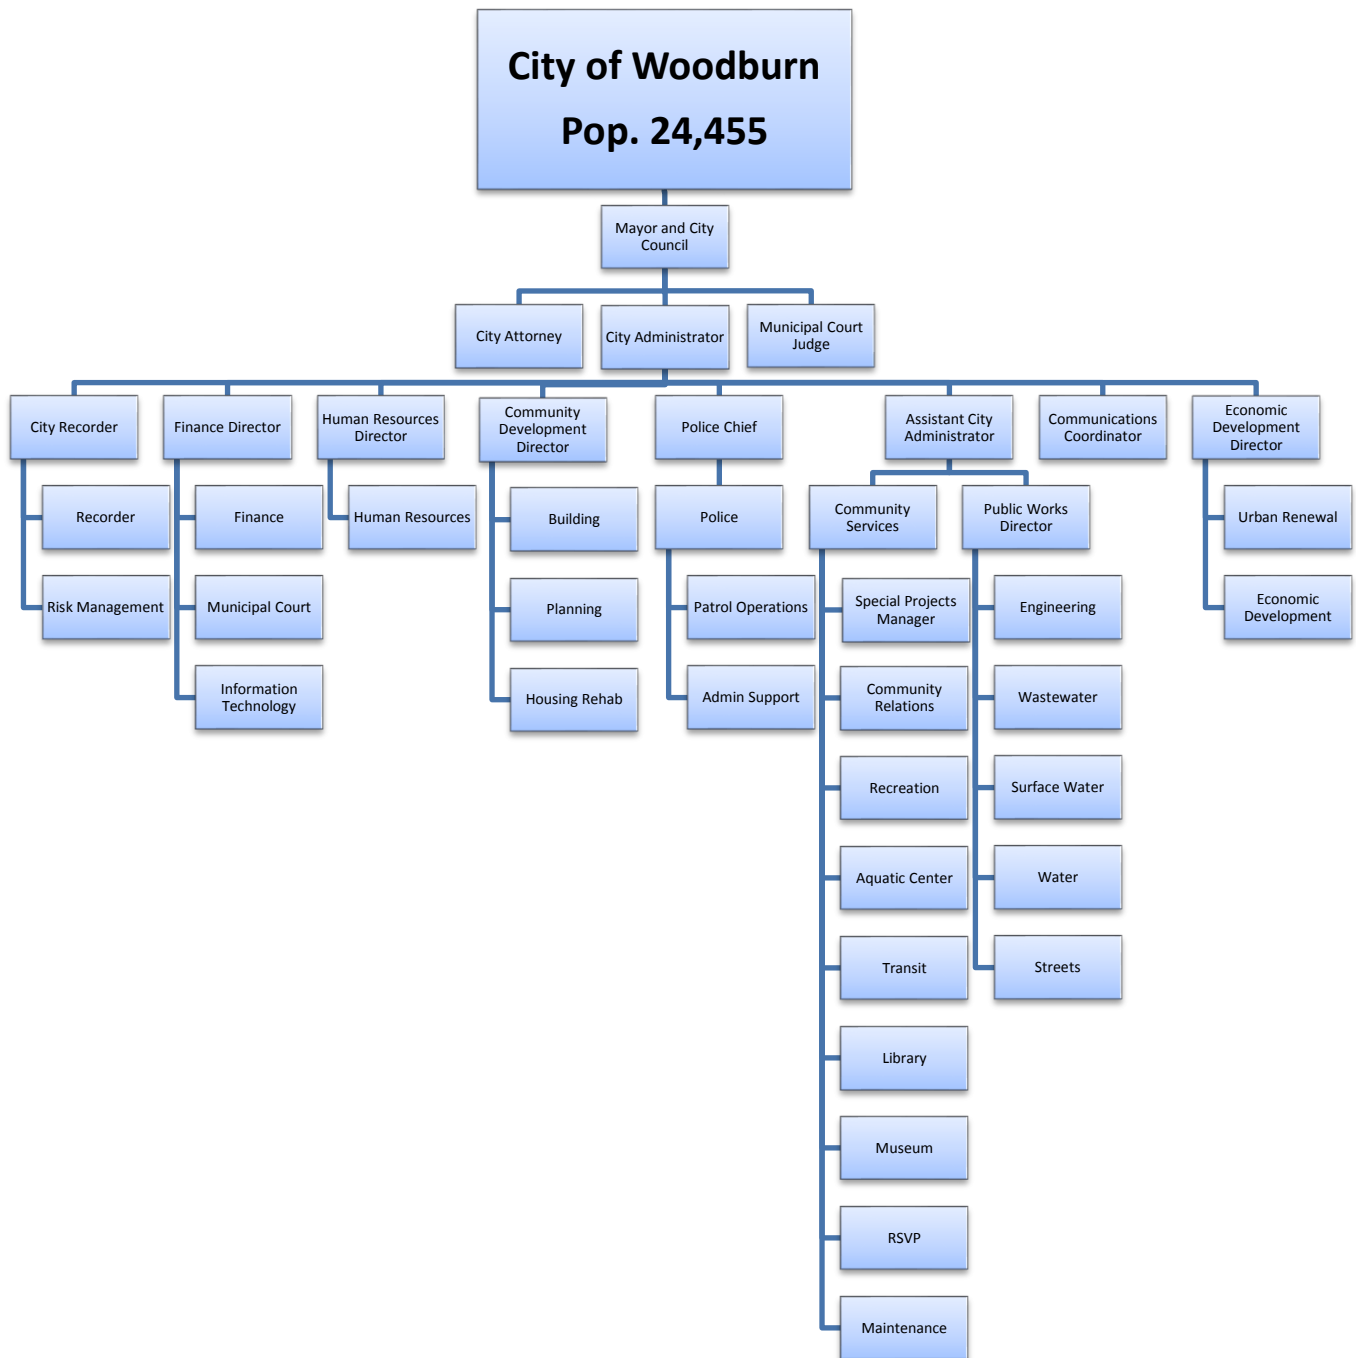 City of Woodburn
Pop. 24,455
Mayor and City
Council
City Attorney
City Administrator
Municipal Court
Judge
City Recorder
Finance Director
Human Resources
Director
Community
Development
Director
Police Chief
Assistant City
Administrator
Communications
Coordinator
Economic
Development
Director
Recorder
Finance
Human Resources
Building
Police
Community
Services
Public Works
Director
Urban Renewal
Risk Management
Municipal Court
Planning
Patrol Operations
Special Projects
Manager
Engineering
Economic
Development
Information
Technology
Housing Rehab
Admin Support
Community
Relations
Wastewater
Recreation
Surface Water
Aquatic Center
Water
Transit
Streets
Library
Museum
RSVP
Maintenance